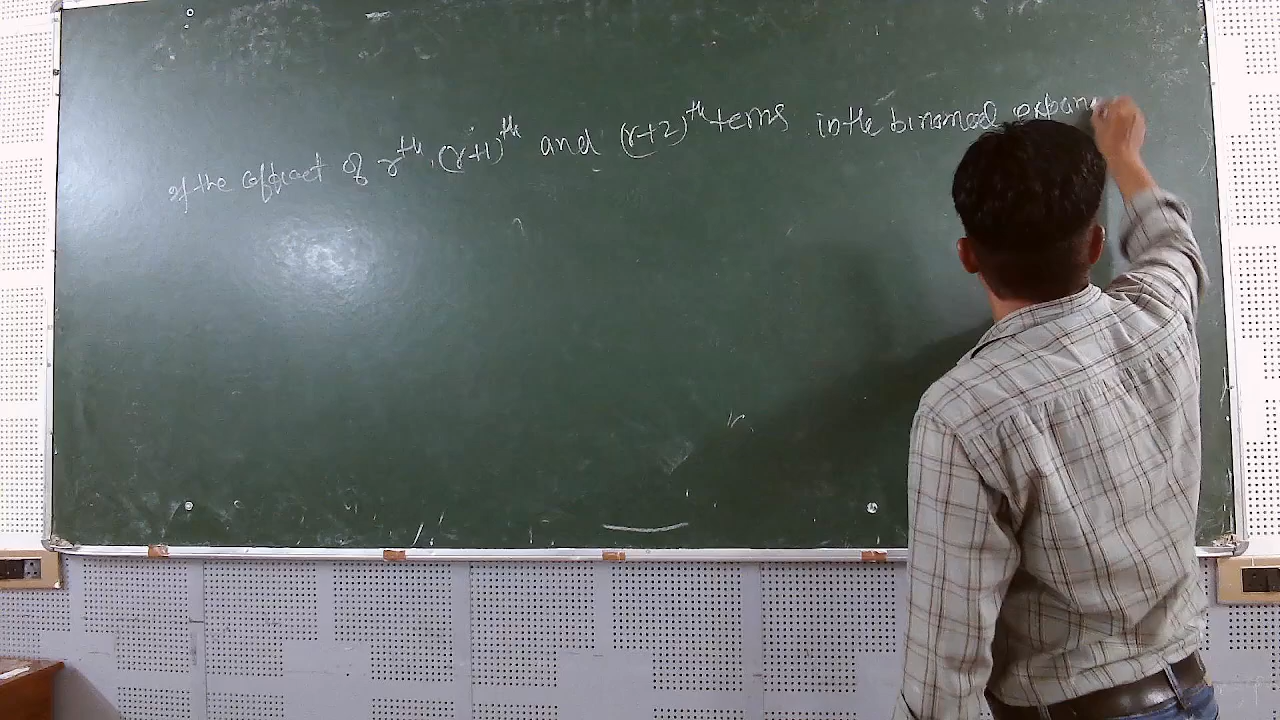 If the coefficient of r^th, (r+1)^th and (r+2)^th terms in the binomial expan